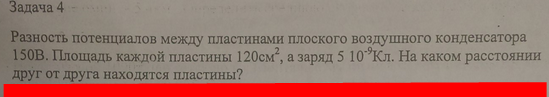 Задача 4
Разность потенциалов между пластинами плоского воздушного конденсатора
150В. Площадь каждой пластины 120см², а заряд 5 10⁻⁹Кл. На каком расстоянии
друг от друга находятся пластины?